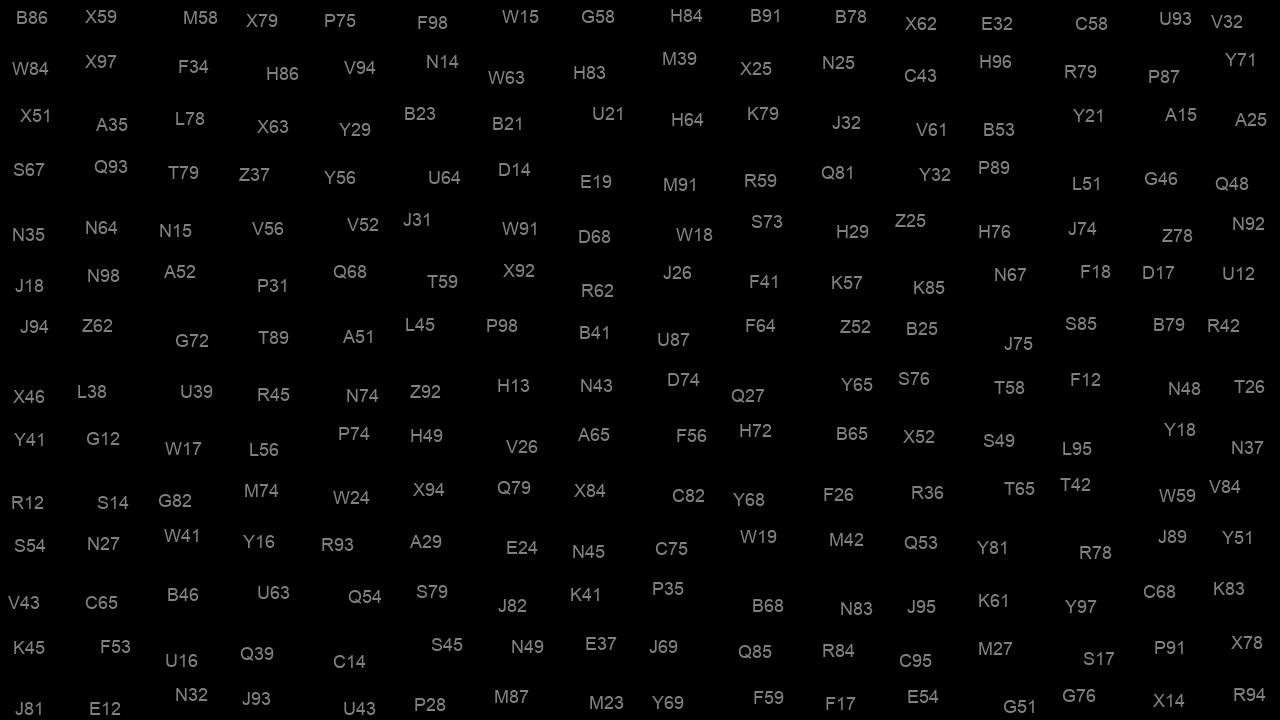 B86 X59 M58 X79 P75 F98 W15 G58 H84 B91 B78 X62 E32 C58 U93 V32
W84 X97 F34 H86 V94 N14 W63 H83 M39 X25 N25 C43 H96 R79 P87 Y71
X51 A35 L78 X63 Y29 B23 B21 U21 H64 K79 J32 V61 B53 Y21 A15 A25
S67 Q93 T79 Z37 Y56 U64 D14 E19 M91 R59 Q81 Y32 P89 L51 G46 Q48
N35 N64 N15 V56 V52 J31 W91 D68 W18 S73 H29 Z25 H76 J74 Z78 N92
J18 N98 A52 P31 Q68 T59 X92 R62 J26 F41 K57 K85 N67 F18 D17 U12
J94 Z62 G72 T89 A51 L45 P98 B41 U87 F64 Z52 B25 J75 S85 B79 R42
X46 L38 U39 R45 N74 Z92 H13 N43 D74 Q27 Y65 S76 T58 F12 N48 T26
Y41 G12 W17 L56 P74 H49 V26 A65 F56 H72 B65 X52 S49 L95 Y18 N37
R12 S14 G82 M74 W24 X94 Q79 X84 C82 Y68 F26 R36 T65 T42 W59 V84
S54 N27 W41 Y16 R93 A29 E24 N45 C75 W19 M42 Q53 Y81 R78 J89 Y51
V43 C65 B46 U63 Q54 S79 J82 K41 P35 B68 N83 J95 K61 Y97 C68 K83
K45 F53 U16 Q39 C14 S45 N49 E37 J69 Q85 R84 C95 M27 S17 P91 X78
J81 E12 N32 J93 U43 P28 M87 M23 Y69 F59 F17 E54 G51 G76 X14 R94